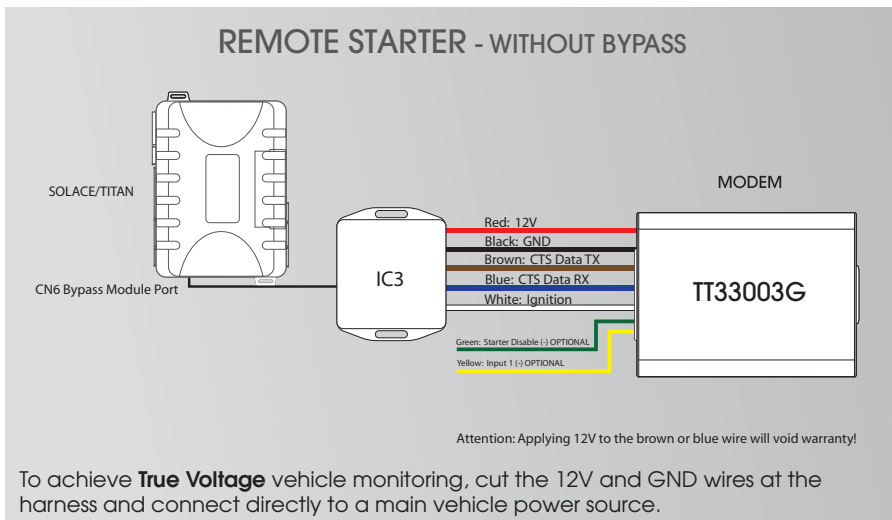 REMOTE STARTER - WITHOUT BYPASS
SOLACE/TITAN
CN6 Bypass Module Port
IC3
Red: 12V
Black: GND
Brown: CTS Data TX
Blue: CTS Data RX
White: Ignition
Green: Starter Disable (-) OPTIONAL
Yellow: Input 1 (-) OPTIONAL
MODEM
TT33003G
Attention: Applying 12V to the brown or blue wire will void warranty!
To achieve True Voltage vehicle monitoring, cut the 12V and GND wires at the
harness and connect directly to a main vehicle power source.